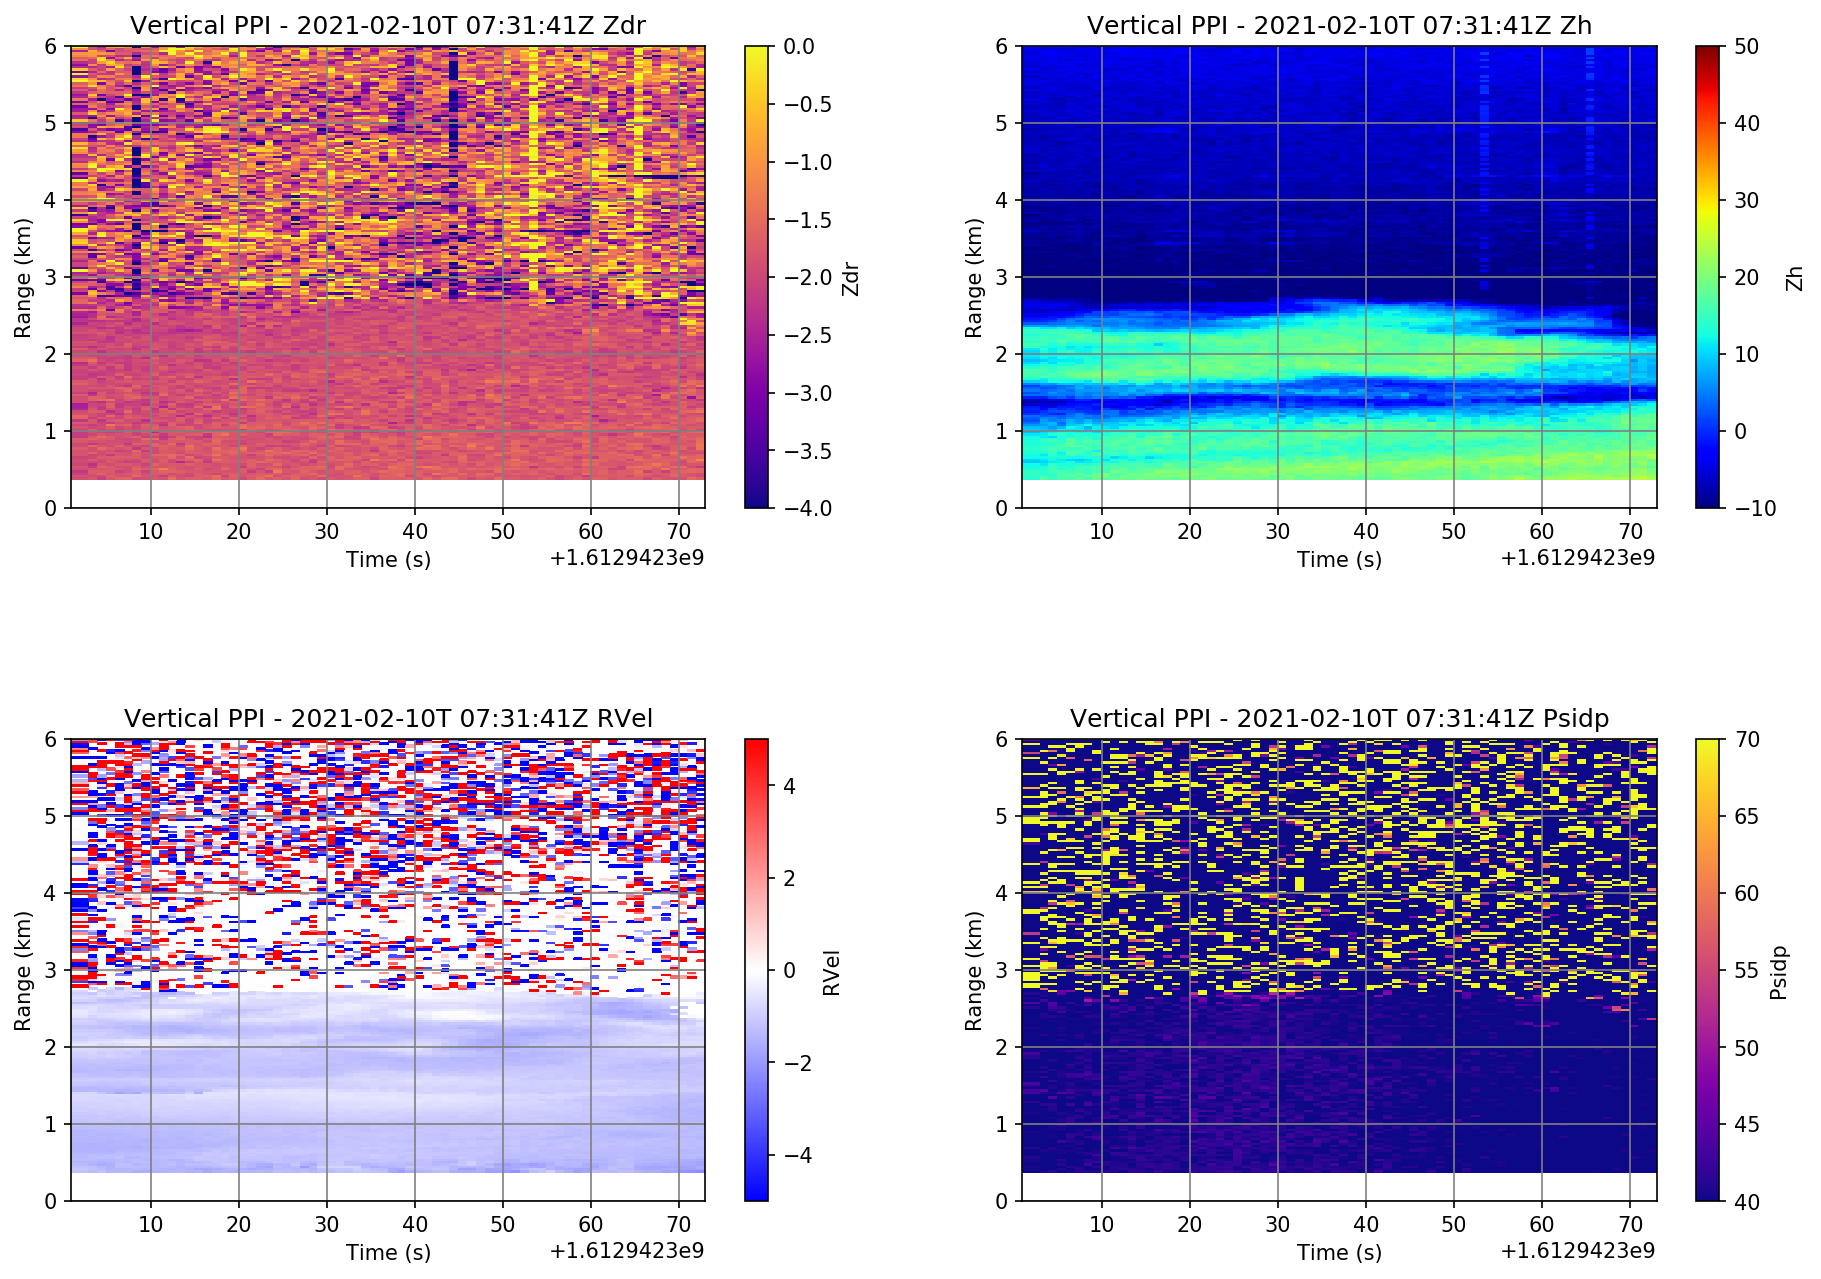 Vertical PPI - 2021-02-10T 07:31:41Z Zdr
6
5
4
3
2
1
0
Range (km)
10 20 30 40 50 60 70
Time (s)
+1.6129423e9
0.0
−0.5
−1.0
−1.5
−2.0
−2.5
−3.0
−3.5
−4.0
Zdr
Vertical PPI - 2021-02-10T 07:31:41Z Zh
6
5
4
3
2
1
0
Range (km)
10 20 30 40 50 60 70
Time (s)
+1.6129423e9
50
40
30
20
10
0
−10
Zh
Vertical PPI - 2021-02-10T 07:31:41Z RVel
6
5
4
3
2
1
0
Range (km)
10 20 30 40 50 60 70
Time (s)
+1.6129423e9
4
2
0
−2
−4
RVel
Vertical PPI - 2021-02-10T 07:31:41Z Psidp
6
5
4
3
2
1
0
Range (km)
10 20 30 40 50 60 70
Time (s)
+1.6129423e9
70
65
60
55
50
45
40
Psidp